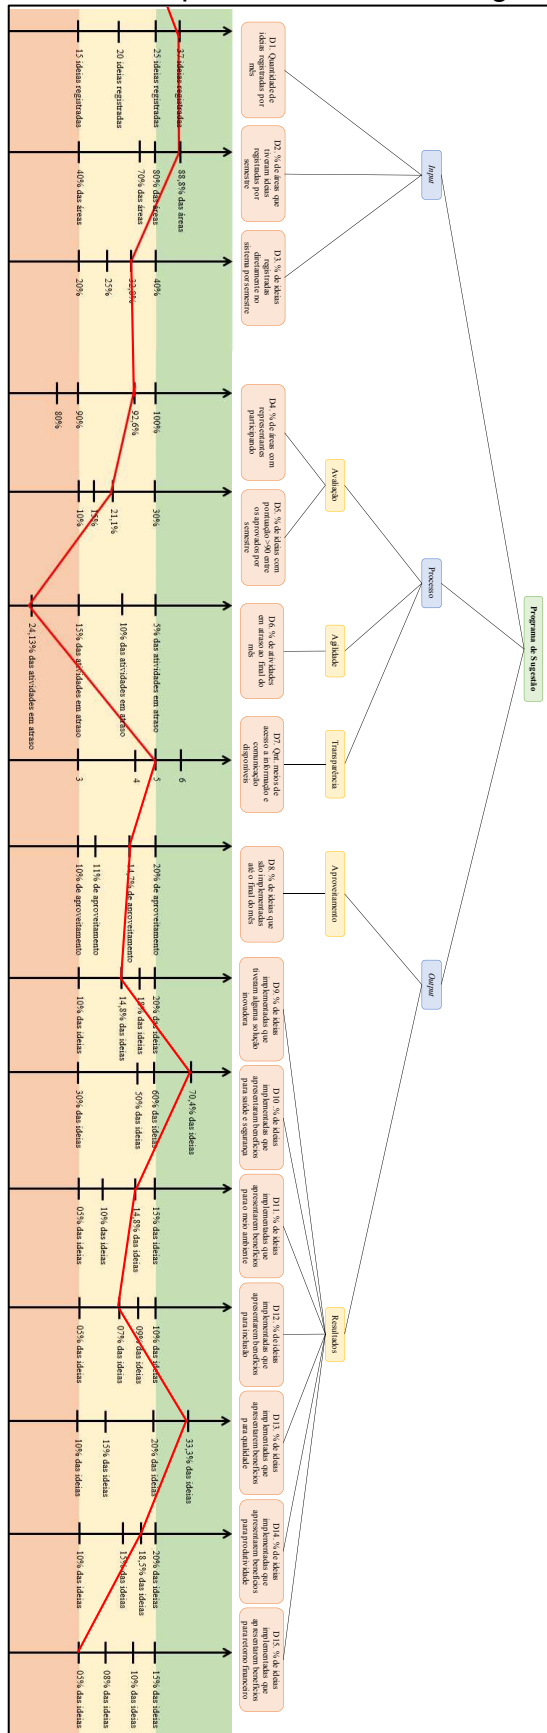 Programa de Sugestão
Input
Processo
Output
Avaliação
Agilidade
Transparência
Aproveitamento
Resultados
D1. Quantidade de
ideias registradas por
mês
D2. % de áreas que
tiveram ideias
registradas por
semestre
D3. % de ideias
registradas
diretamente no
sistema por semestre
D4. % de áreas com
representantes
participando
D5. % de ideias com
pontuação >90 entre
os aprovados por
semestre
D6. % de atividades
em atraso ao final do
mês
D7. Qnt. meios de
acesso a informação e
comunicação
disponíveis
D8. % de ideias que
são implementadas
até o final do mês
D9. % de ideias
implementadas que
tiveram alguma solução
inovadora
D10. % de ideias
implementadas que
apresentaram benefícios
para saúde e segurança
D11. % de ideias
implementadas que
apresentarem benefícios
para o meio ambiente
D12. % de ideias
implementadas que
apresentarem benefícios
para inclusão
D13. % de ideias
implementadas que
apresentarem benefícios
para qualidade
D14. % de ideias
implementadas que
apresentarem benefícios
para produtividade
D15. % de ideias
implementadas que
apresentarem benefícios
para retorno financeiro
37 ideias registradas
25 ideias registradas
20 ideias registradas
15 ideias registradas
88,8% das áreas
80% das áreas
70% das áreas
40% das áreas
40%
32,8%
25%
20%
100%
92,6%
90%
80%
30%
21,1%
15%
10%
5% das atividades em atraso
10% das atividades em atraso
15% das atividades em atraso
24,13% das atividades em atraso
6
5
4
3
20% de aproveitamento
14,7% de aproveitamento
11% de aproveitamento
10% de aproveitamento
20% das ideias
18% das ideias
14,8% das ideias
10% das ideias
70,4% das ideias
60% das ideias
50% das ideias
30% das ideias
15% das ideias
14,8% das ideias
10% das ideias
05% das ideias
10% das ideias
09% das ideias
07% das ideias
05% das ideias
33,3% das ideias
20% das ideias
15% das ideias
10% das ideias
20% das ideias
18,5% das ideias
15% das ideias
10% das ideias
15% das ideias
10% das ideias
08% das ideias
05% das ideias